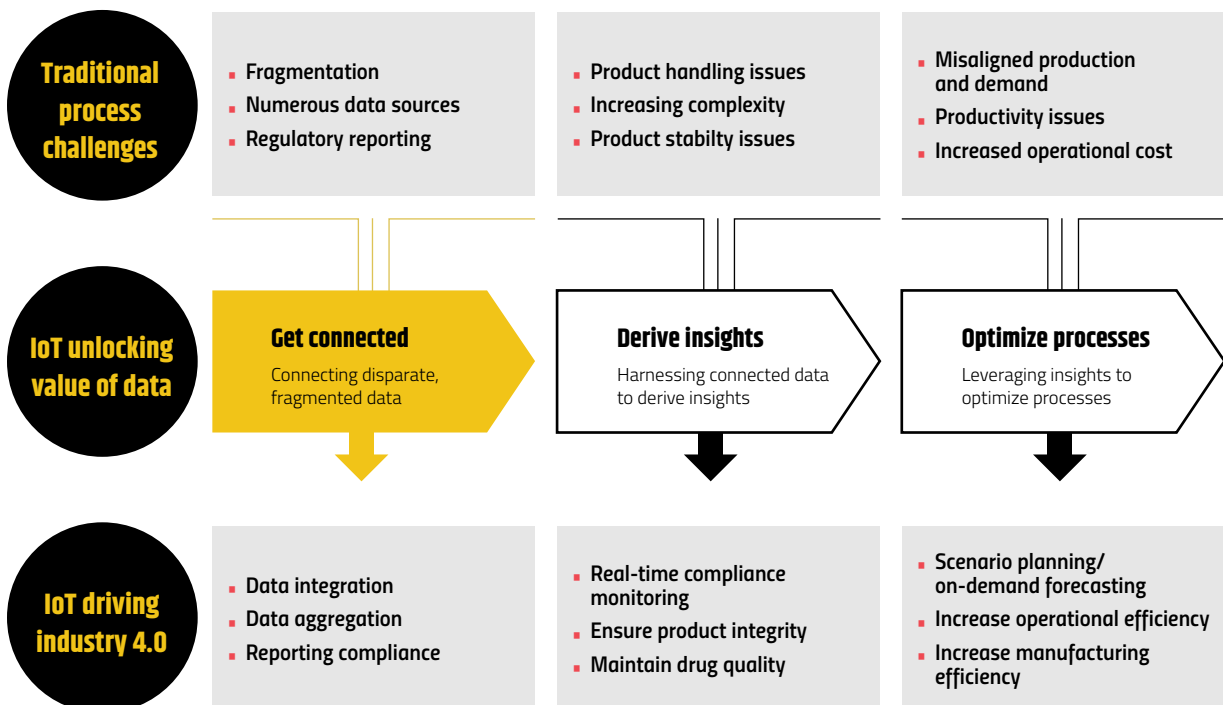 Traditional
process
challenges
Fragmentation
Numerous data sources
Regulatory reporting
Product handling issues
Increasing complexity
Product stabilty issues
Misaligned production
and demand
Productivity issues
Increased operational cost
IoT unlocking
value of data
Get connected
Connecting disparate,
fragmented data
Derive insights
Harnessing connected data
to derive insights
Optimize processes
Leveraging insights to
optimize processes
IoT driving
industry 4.0
Data integration
Data aggregation
Reporting compliance
Real-time compliance
monitoring
Ensure product integrity
Maintain drug quality
Scenario planning/
on-demand forecasting
Increase operational efficiency
Increase manufacturing
efficiency